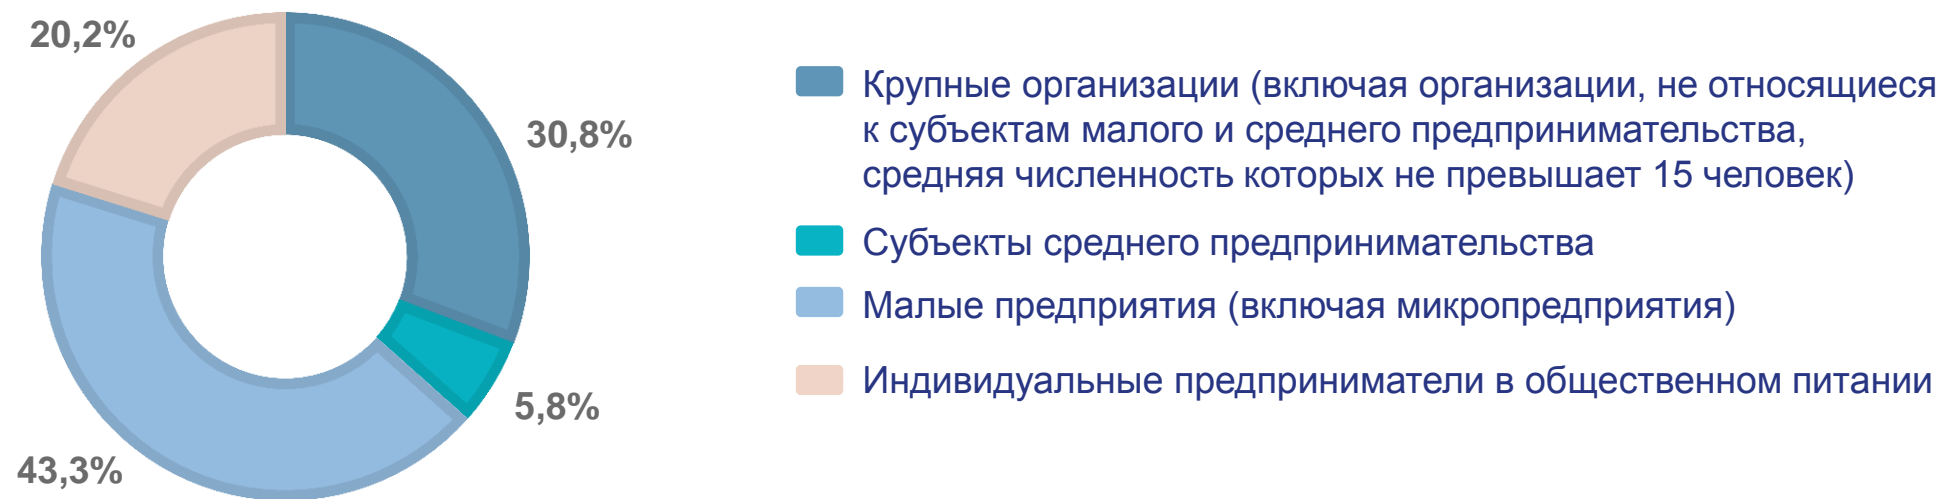 20,2%
30,8%
5,8%
43,3%
Крупные организации (включая организации, не относящиеся
к субъектам малого и среднего предпринимательства,
средняя численность которых не превышает 15 человек)
Субъекты среднего предпринимательства
Малые предприятия (включая микропредприятия)
Индивидуальные предприниматели в общественном питании